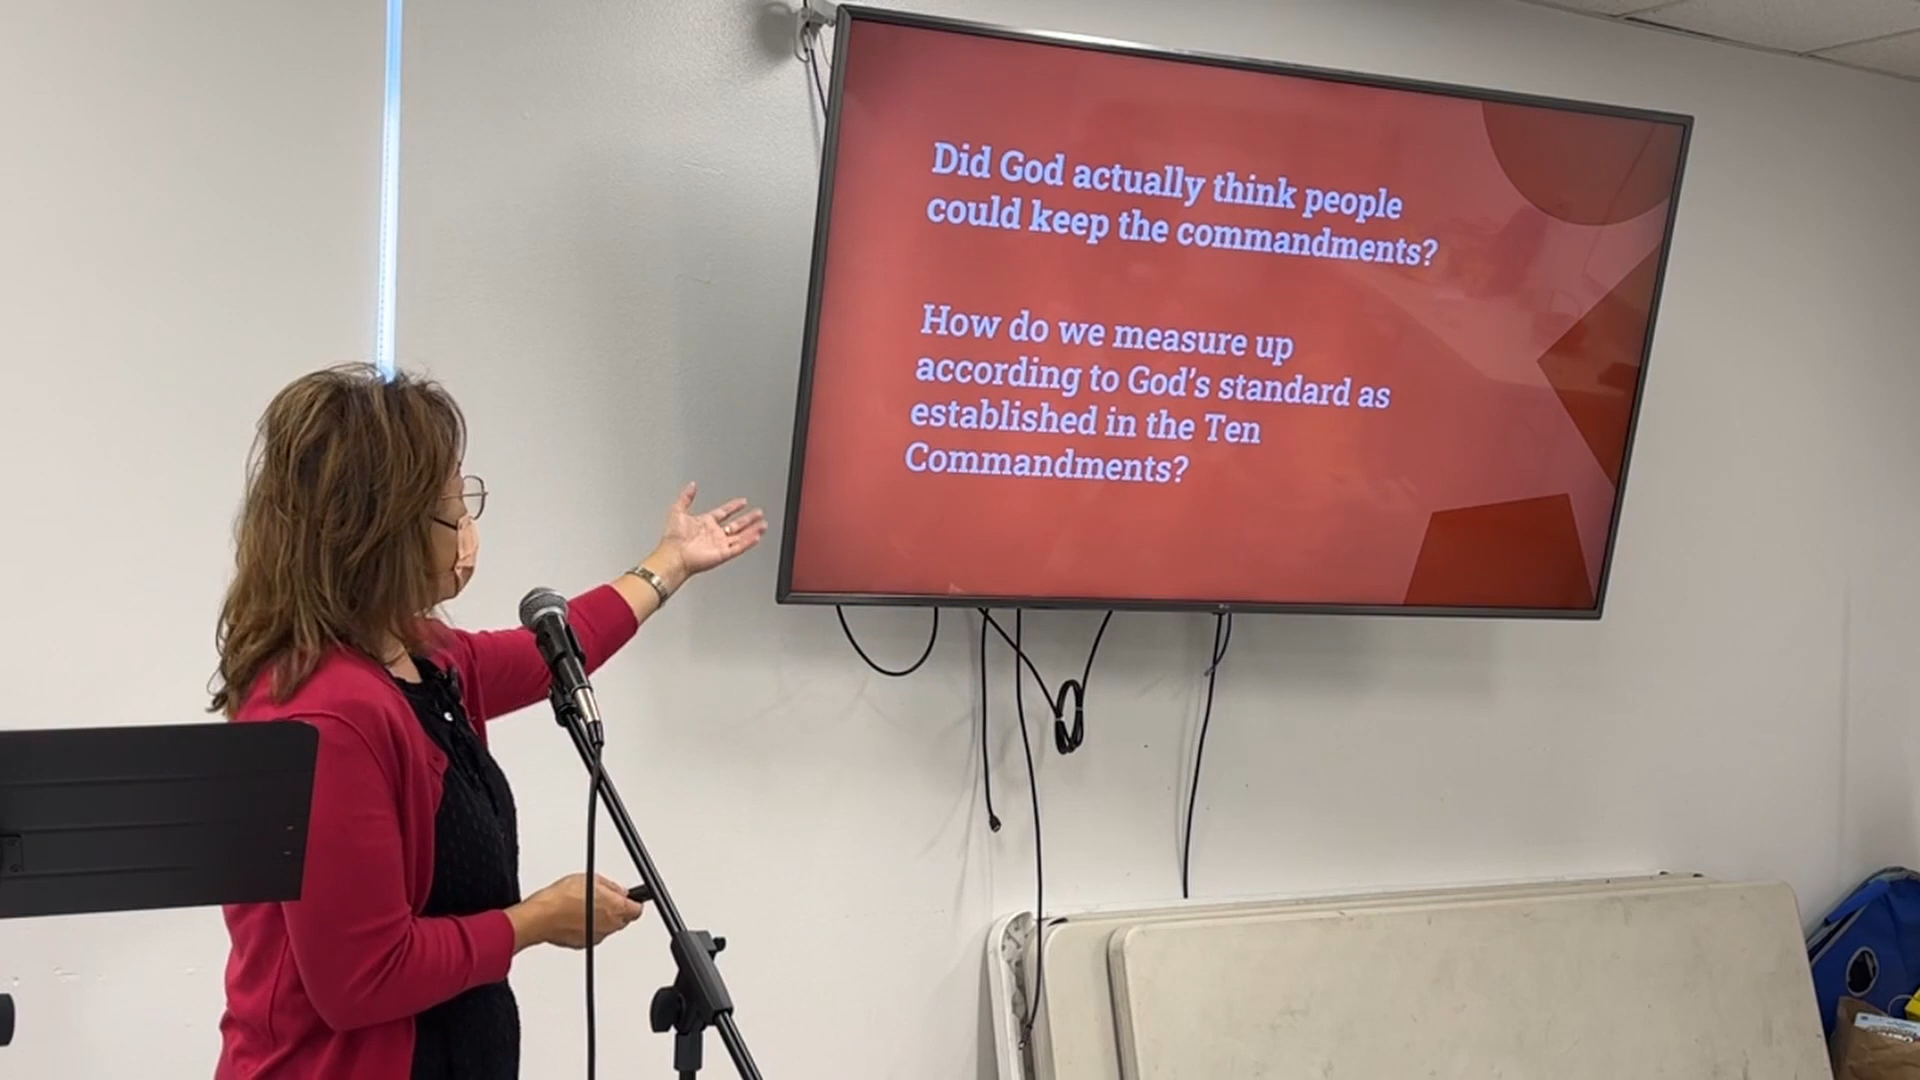 Did God actually think people
could keep the commandments?
How do we measure up
according to God's standard as
established in the Ten
Commandments?